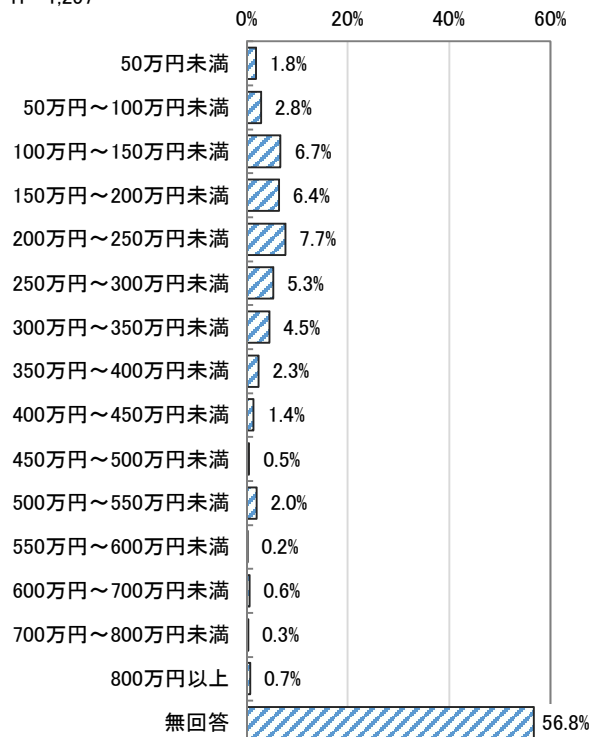 0% 20% 40% 60%
50万円未満 1.8%
50万円～100万円未満 2.8%
100万円～150万円未満 6.7%
150万円～200万円未満 6.4%
200万円～250万円未満 7.7%
250万円～300万円未満 5.3%
300万円～350万円未満 4.5%
350万円～400万円未満 2.3%
400万円～450万円未満 1.4%
450万円～500万円未満 0.5%
500万円～550万円未満 2.0%
550万円～600万円未満 0.2%
600万円～700万円未満 0.6%
700万円～800万円未満 0.3%
800万円以上 0.7%
無回答 56.8%